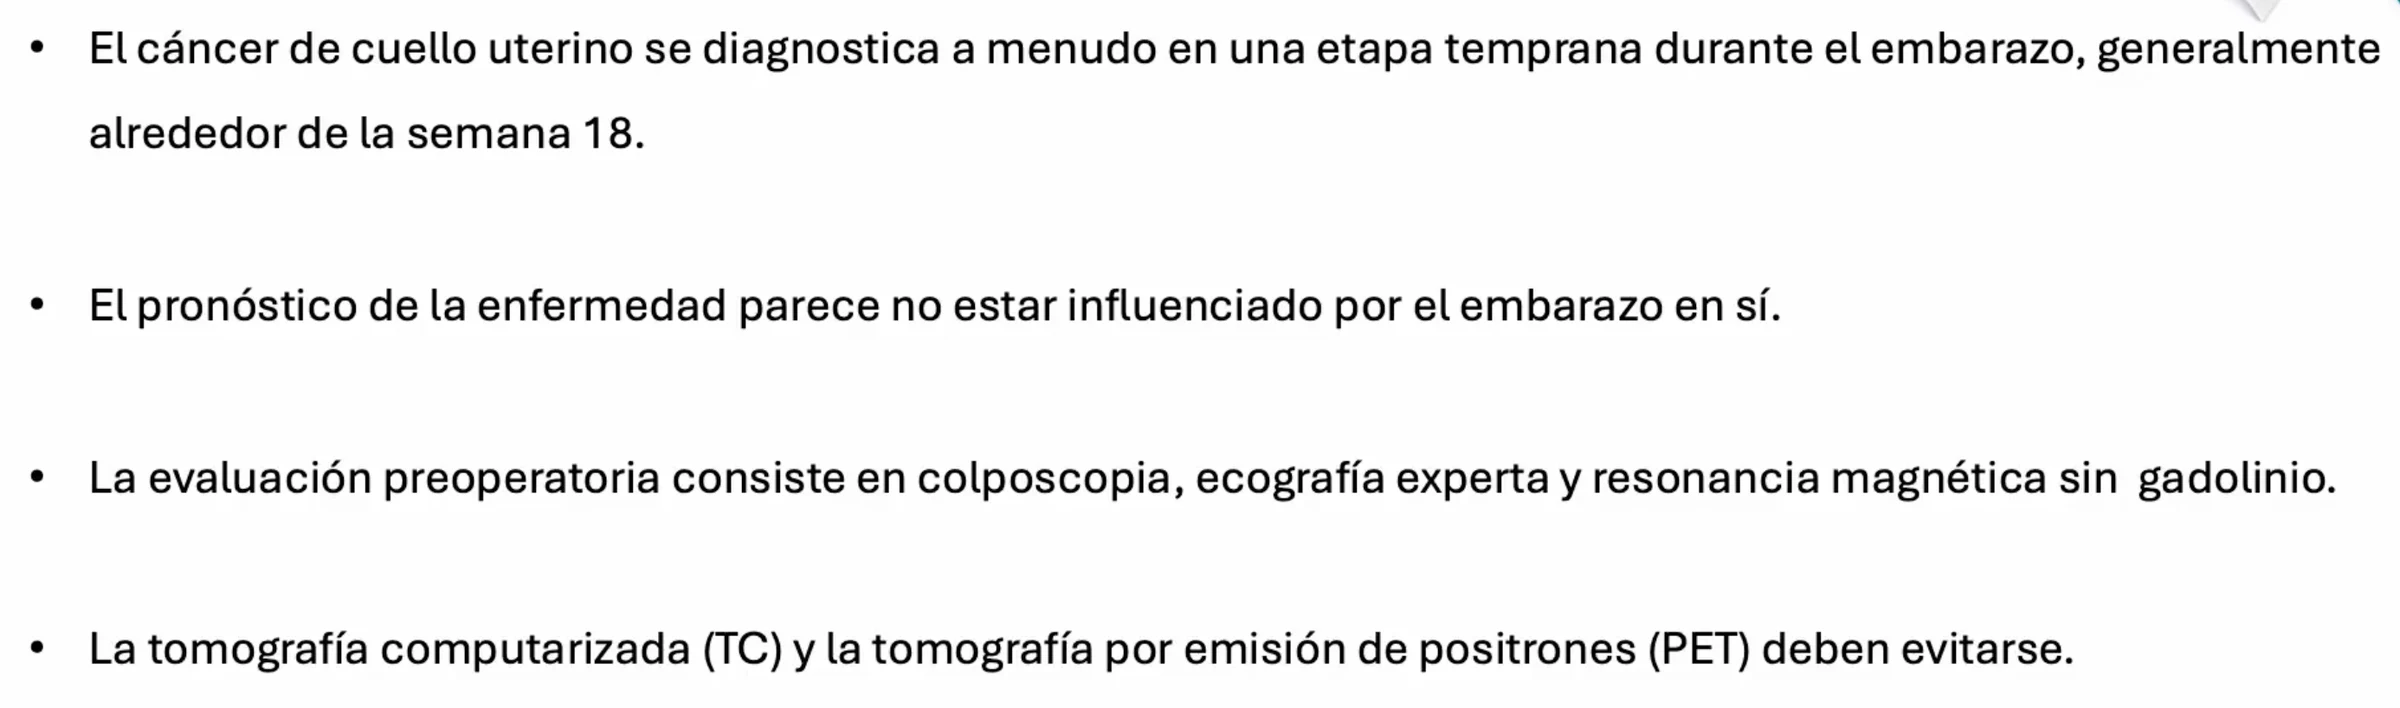 • El cáncer de cuello uterino se diagnostica a menudo en una etapa temprana durante el embarazo, generalmente
alrededor de la semana 18.
• El pronóstico de la enfermedad parece no estar influenciado por el embarazo en sí.
• La evaluación preoperatoria consiste en colposcopia, ecografía experta y resonancia magnética sin gadolinio.
• La tomografía computarizada (TC) y la tomografía por emisión de positrones (PET) deben evitarse.